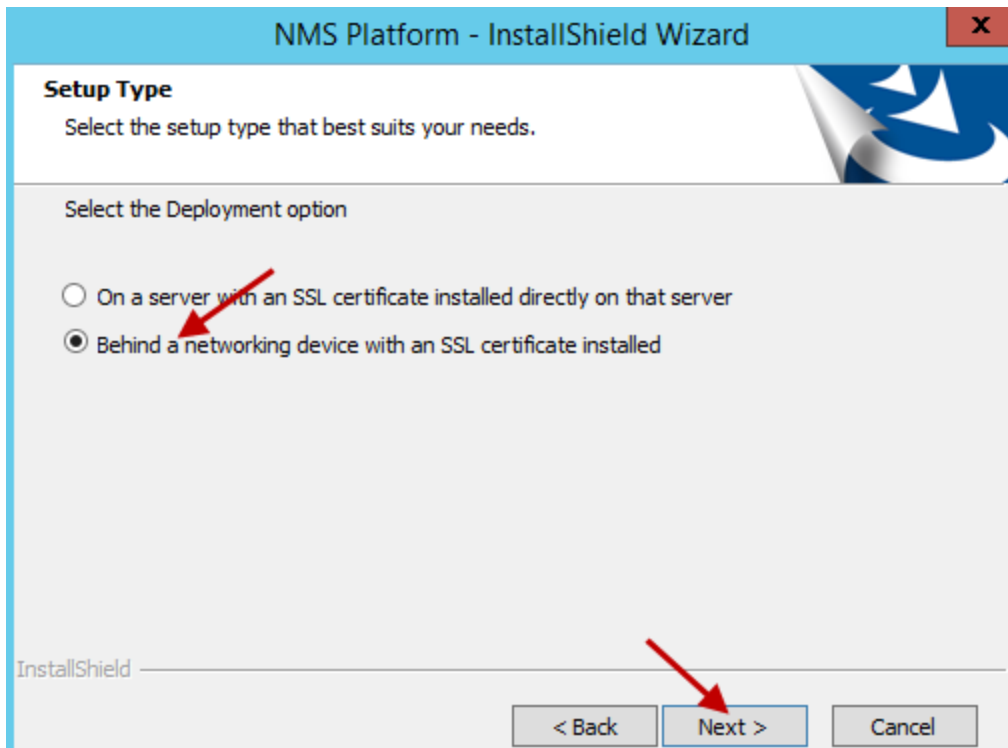 NMS Platform - InstallShield Wizard
x
Setup Type
Select the setup type that best suits your needs.
Select the Deployment option
On a server with an SSL certificate installed directly on that server
Behind a networking device with an SSL certificate installed
InstallShield
< Back
Next >
Cancel